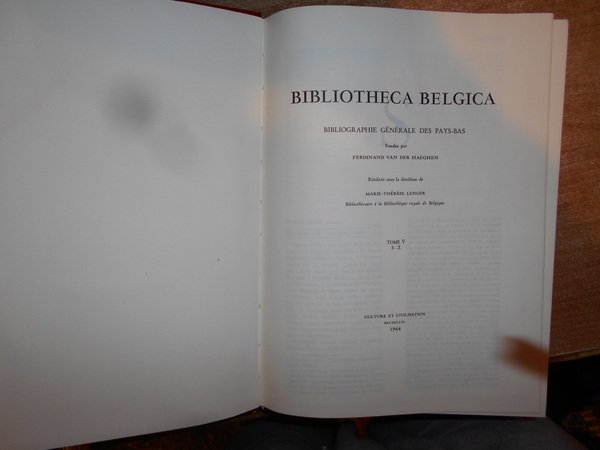 BIBLIOTHECA BELGICA
BIBLIOGRAPHIE GÉNÉRALE DES PAYS-BAS
Fondée par
FERDINAND VAN DER HAEGHEN
Rééditée sous la direction de
MARIE-THÉRÈSE LENGER
Bibliothécaire à la Bibliothèque royale de Belgique
TOME V
S - Z
CULTURE ET CIVILISATION
BRUXELLES
1964